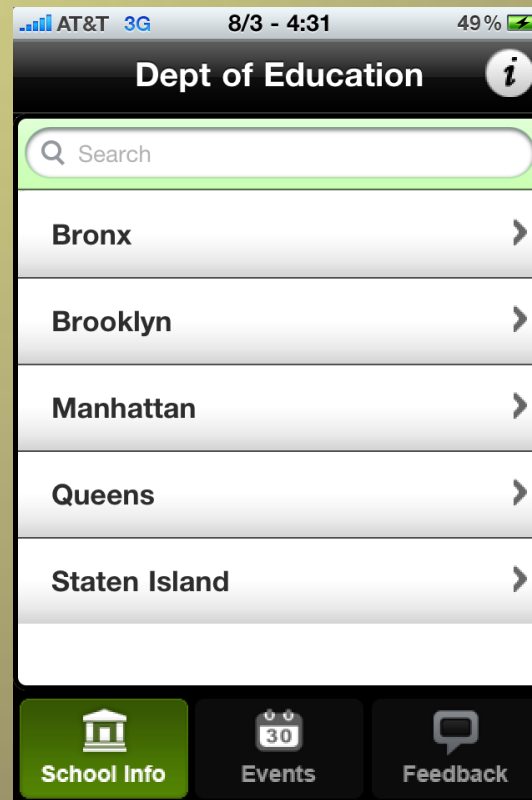 AT&T 3G 8/3 - 4:31 49%
Dept of Education i
Search
Bronx
Brooklyn
Manhattan
Queens
Staten Island
30
School Info Events Feedback